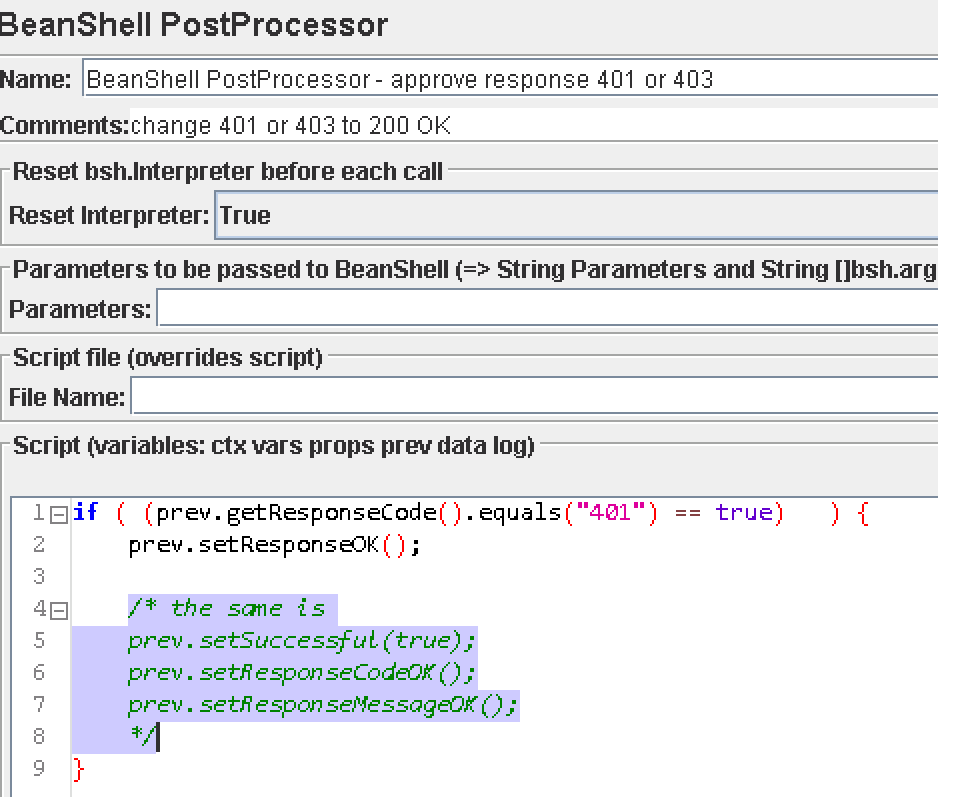 BeanShell PostProcessor
Name: BeanShell PostProcessor - approve response 401 or 403
Comments: change 401 or 403 to 200 OK
Reset bsh.Interpreter before each call
Reset Interpreter: True
Parameters to be passed to BeanShell (=> String Parameters and String []bsh.arg
Parameters:
Script file (overrides script)
File Name:
Script (variables: ctx vars props prev data log)
1 if ( (prev.getResponseCode().equals("401") == true)   ) {
2     prev.setResponseOK();
3
4     /* the same is
5     prev.setSuccessful(true);
6     prev.setResponseCodeOK();
7     prev.setResponseMessageOK();
8     */
9 }